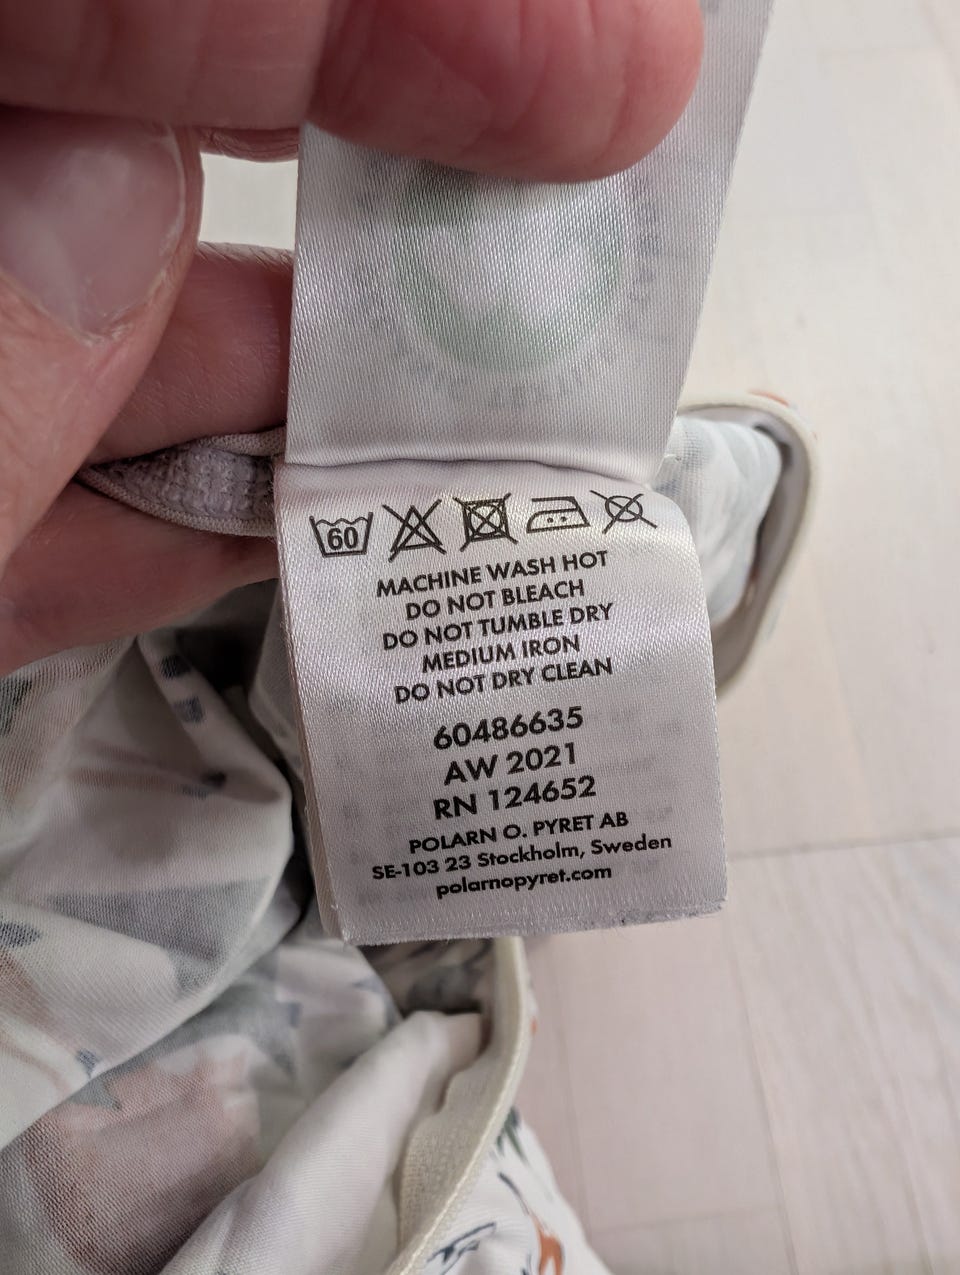 60
MACHINE WASH HOT
DO NOT BLEACH
DO NOT TUMBLE DRY
MEDIUM IRON
DO NOT DRY CLEAN
60486635
AW 2021
RN 124652
POLARN O. PYRET AB
SE-103 23 Stockholm, Sweden
polarnopyret.com